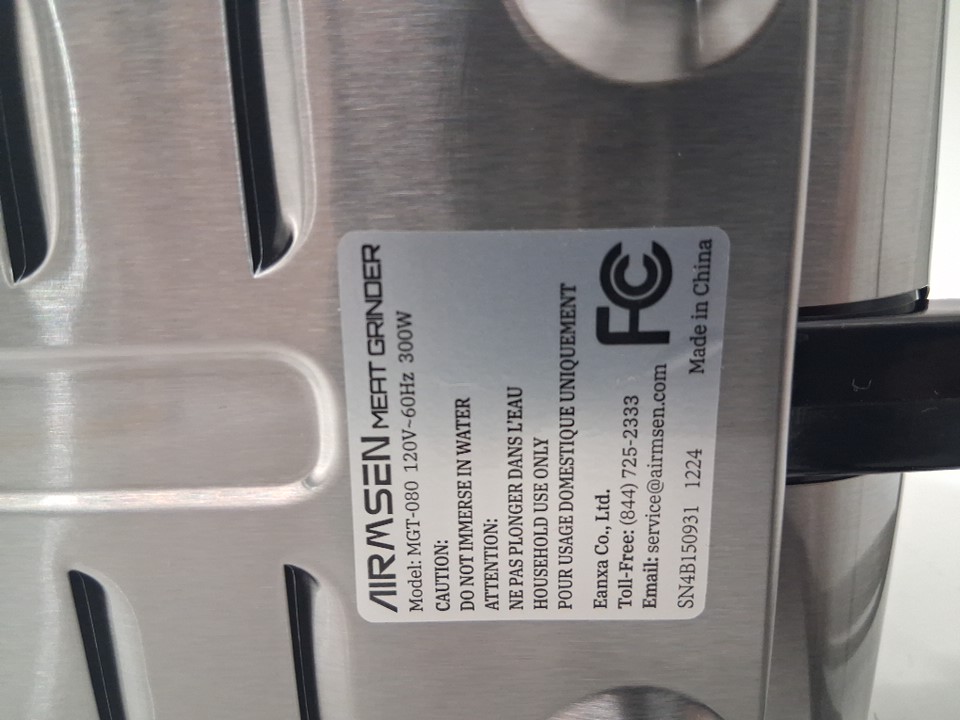 AIRMSEN MEAT GRINDER
Model: MGT-080 120V~60Hz 300W
CAUTION:
DO NOT IMMERSE IN WATER
ATTENTION:
NE PAS PLONGER DANS L'EAU
HOUSEHOLD USE ONLY
POUR USAGE DOMESTIQUE UNIQUEMENT
Eanxa Co., Ltd.
Toll-Free: (844) 725-2333
Email: service@airmsen.com
FC
SN4B150931 1224 Made in China